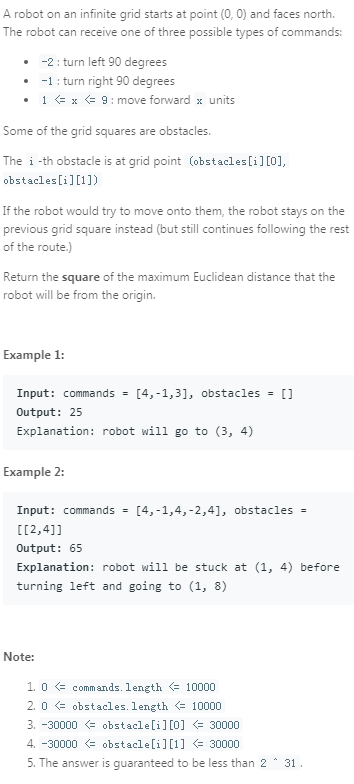 A robot on an infinite grid starts at point (0, 0) and faces north.
The robot can receive one of three possible types of commands:
• -2 : turn left 90 degrees
• -1 : turn right 90 degrees
• 1 <= x <= 9 : move forward x units
Some of the grid squares are obstacles.
The i -th obstacle is at grid point (obstacles[i][0],
obstacles[i][1])
If the robot would try to move onto them, the robot stays on the
previous grid square instead (but still continues following the rest
of the route.)
Return the square of the maximum Euclidean distance that the
robot will be from the origin.
Example 1:
Input: commands = [4,-1,3], obstacles = []
Output: 25
Explanation: robot will go to (3, 4)
Example 2:
Input: commands = [4,-1,4,-2,4], obstacles =
[[2,4]]
Output: 65
Explanation: robot will be stuck at (1, 4) before
turning left and going to (1, 8)
Note:
1. 0 <= commands.length <= 10000
2. 0 <= obstacles.length <= 10000
3. -30000 <= obstacle[i][0] <= 30000
4. -30000 <= obstacle[i][1] <= 30000
5. The answer is guaranteed to be less than 2 ^ 31 .